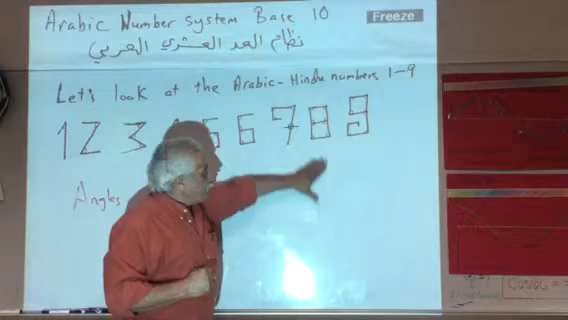 Arabic Number system Base 10
Freeze
نظام العد العشري العربي
Let's look at the Arabic-Hindu numbers 1-9
1 2 3 5 6 7 8 9
Angles